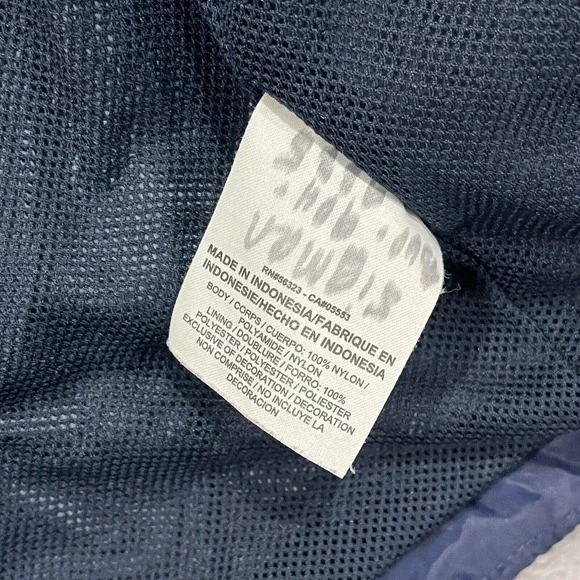 RN#56323 - CA#05553
MADE IN INDONESIA/FABRIQUE EN
INDONESIE/HECHO EN INDONESIA
BODY / CORPS / CUERPO: 100% NYLON /
POLYAMIDE / NYLON
LINING / DOUBLURE / FORRO: 100%
POLYESTER / POLYESTER / POLIESTER
EXCLUSIVE OF DECORATION / DECORATION
NON COMPRISE / NO INCLUYE LA
DECORACION